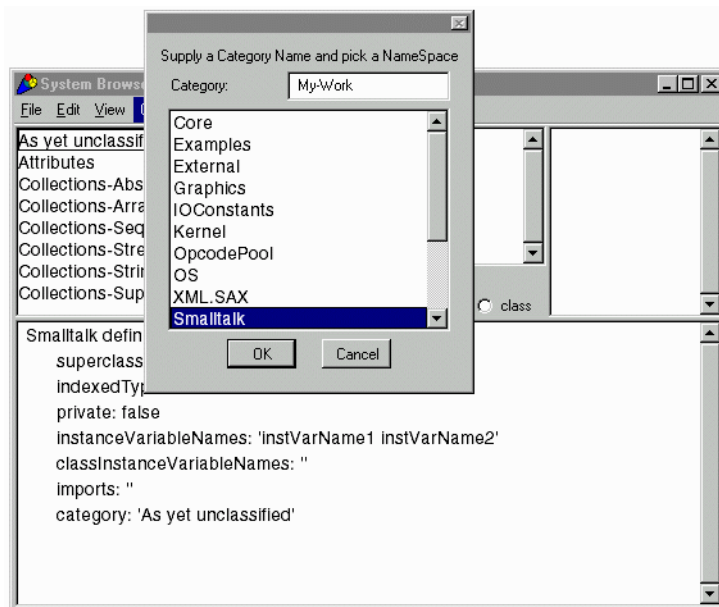 Supply a Category Name and pick a NameSpace
Category: My-Work
Core
Examples
External
Graphics
IOConstants
Kernel
OpcodePool
OS
XML.SAX
Smalltalk
OK Cancel
System Browse
File Edit View
As yet unclassif
Attributes
Collections-Abs
Collections-Arra
Collections-Seq
Collections-Stre
Collections-Strin
Collections-Sup
class
Smalltalk defin
superclass
indexedTyp
private: false
instanceVariableNames: 'instVarName1 instVarName2'
classInstanceVariableNames: ''
imports: ''
category: 'As yet unclassified'